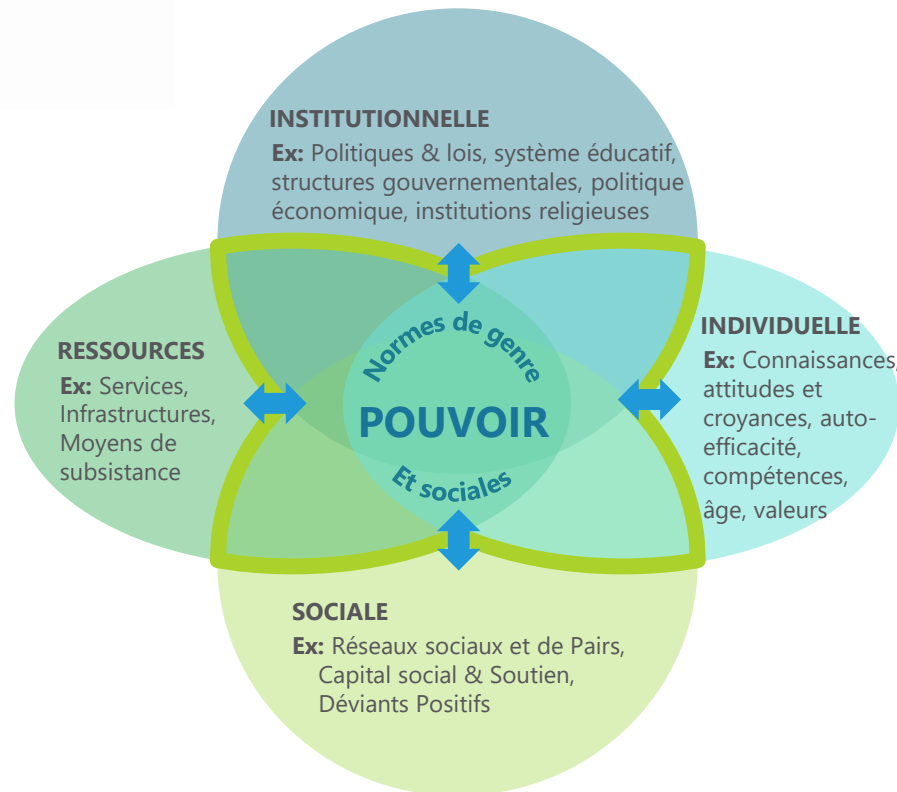 INSTITUTIONNELLE
Ex: Politiques & lois, système éducatif,
structures gouvernementales, politique
économique, institutions religieuses
RESSOURCES
Ex: Services,
Infrastructures,
Moyens de
subsistance
Normes de genre
POUVOIR
Et sociales
INDIVIDUELLE
Ex: Connaissances,
attitudes et
croyances, auto-
efficacité,
compétences,
âge, valeurs
SOCIALE
Ex: Réseaux sociaux et de Pairs,
Capital social & Soutien,
Déviants Positifs